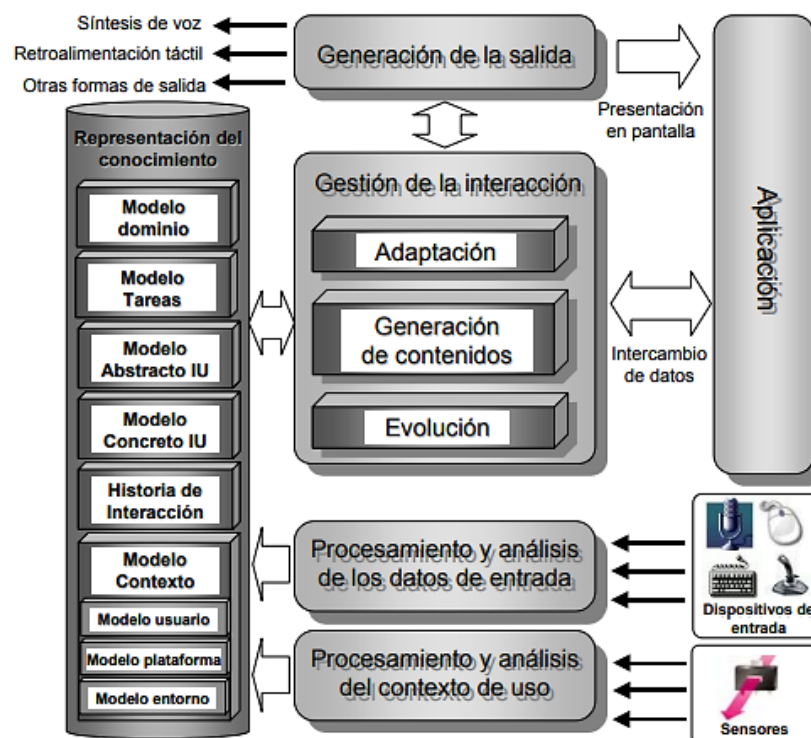 Síntesis de voz
Retroalimentación táctil
Otras formas de salida
Generación de la salida
Presentación
en pantalla
Representación del
conocimiento
Modelo
dominio
Modelo
Tareas
Modelo
Abstracto IU
Modelo
Concreto IU
Historia de
Interacción
Modelo
Contexto
Modelo usuario
Modelo plataforma
Modelo entorno
Gestión de la interacción
Adaptación
Generación
de contenidos
Evolución
Intercambio
de datos
Aplicación
Procesamiento y análisis
de los datos de entrada
Dispositivos de
entrada
Procesamiento y análisis
del contexto de uso
Sensores